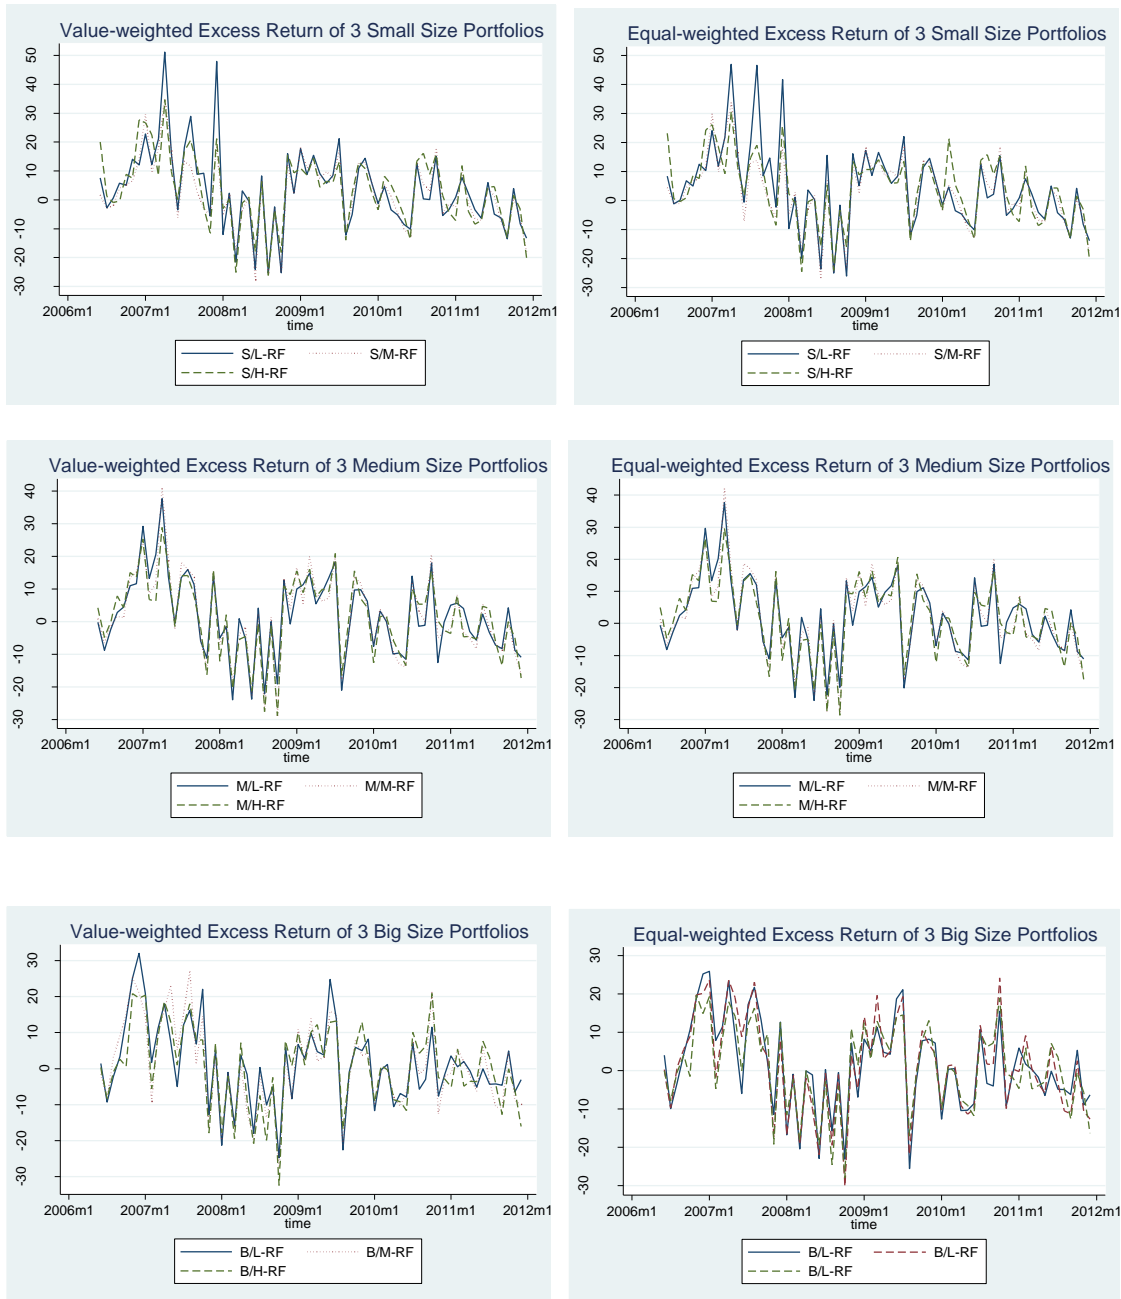 Value-weighted Excess Return of 3 Small Size Portfolios
50
40
30
20
10
0
-10
-20
-30
2006m1 2007m1 2008m1 2009m1 2010m1 2011m1 2012m1
time
S/L-RF S/M-RF
S/H-RF
Equal-weighted Excess Return of 3 Small Size Portfolios
50
40
30
20
10
0
-10
-20
-30
2006m1 2007m1 2008m1 2009m1 2010m1 2011m1 2012m1
time
S/L-RF S/M-RF
S/H-RF
Value-weighted Excess Return of 3 Medium Size Portfolios
40
30
20
10
0
-10
-20
-30
2006m1 2007m1 2008m1 2009m1 2010m1 2011m1 2012m1
time
M/L-RF M/M-RF
M/H-RF
Equal-weighted Excess Return of 3 Medium Size Portfolios
40
30
20
10
0
-10
-20
-30
2006m1 2007m1 2008m1 2009m1 2010m1 2011m1 2012m1
time
M/L-RF M/M-RF
M/H-RF
Value-weighted Excess Return of 3 Big Size Portfolios
30
20
10
0
-10
-20
-30
2006m1 2007m1 2008m1 2009m1 2010m1 2011m1 2012m1
time
B/L-RF B/M-RF
B/H-RF
Equal-weighted Excess Return of 3 Big Size Portfolios
30
20
10
0
-10
-20
-30
2006m1 2007m1 2008m1 2009m1 2010m1 2011m1 2012m1
time
B/L-RF B/L-RF
B/L-RF